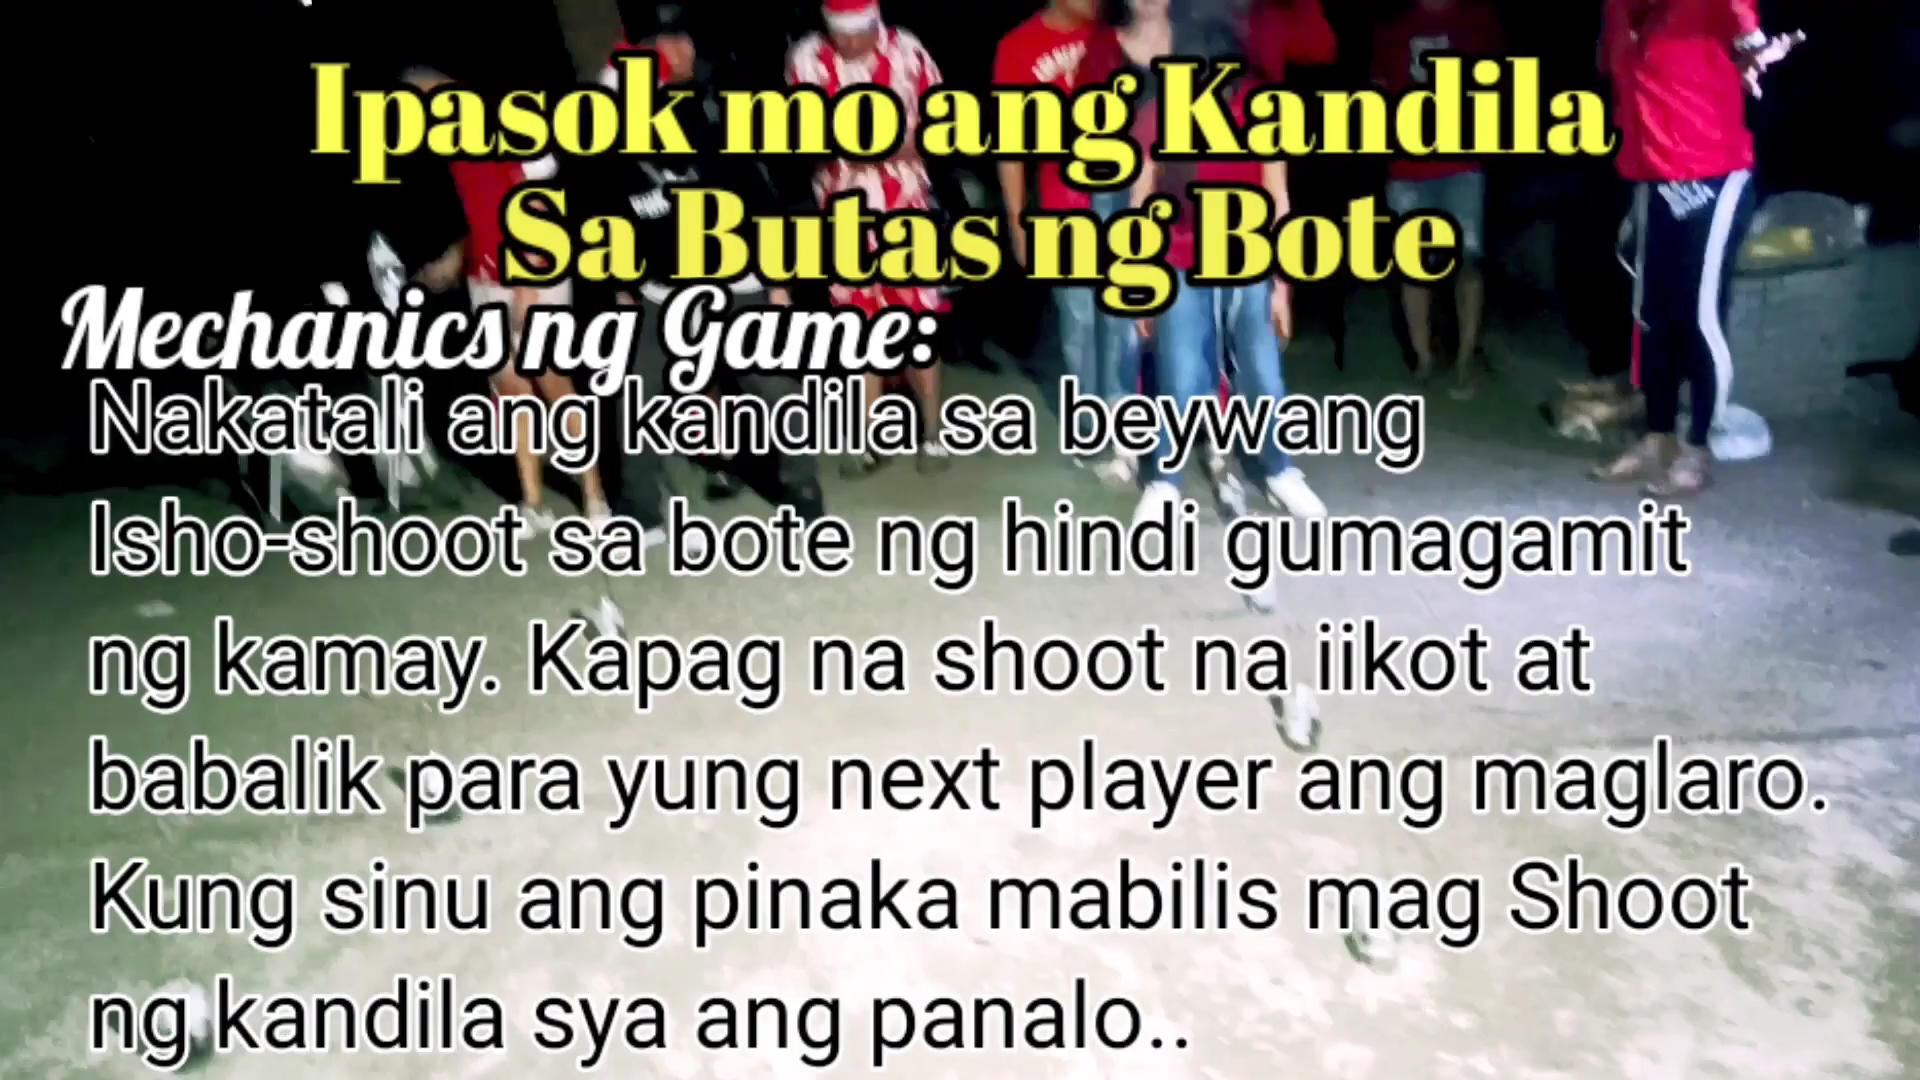 Ipasok mo ang Kandila
Sa Butas ng Bote
Mechanics ng Game:
Nakatali ang kandila sa beywang
Isho-shoot sa bote ng hindi gumagamit
ng kamay. Kapag na shoot na iikot at
babalik para yung next player ang maglaro.
Kung sinu ang pinaka mabilis mag Shoot
ng kandila sya ang panalo..